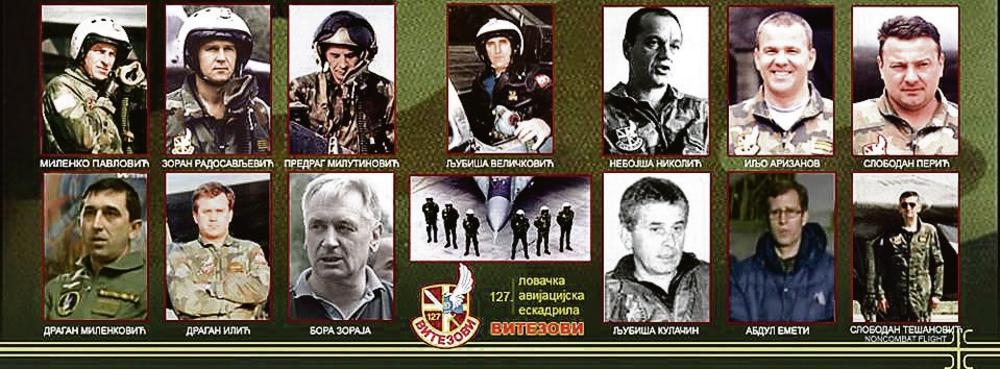 МИЛЕНКО ПАВЛОВИЋ
ЗОРАН РАДОСАВЉЕВИЋ
ПРЕДРАГ МИЛУТИНОВИЋ
ЉУБИША ВЕЛИЧКОВИЋ
НЕБОЈША НИКОЛИЋ
ИЉО АРИЗАНОВ
СЛОБОДАН ПЕРИЋ
ДРАГАН МИЛЕНКОВИЋ
ДРАГАН ИЛИЋ
БОРА ЗОРАЈА
127
ВИТЕЗОВИ
127.
ловачка
авијацијска
ескадрила
ВИТЕЗОВИ
ЉУБИША КУЛАЧИН
АБДУЛ ЕМЕТИ
СЛОБОДАН ТЕШАНОВИЋ
NONCOMBAT FLIGHT